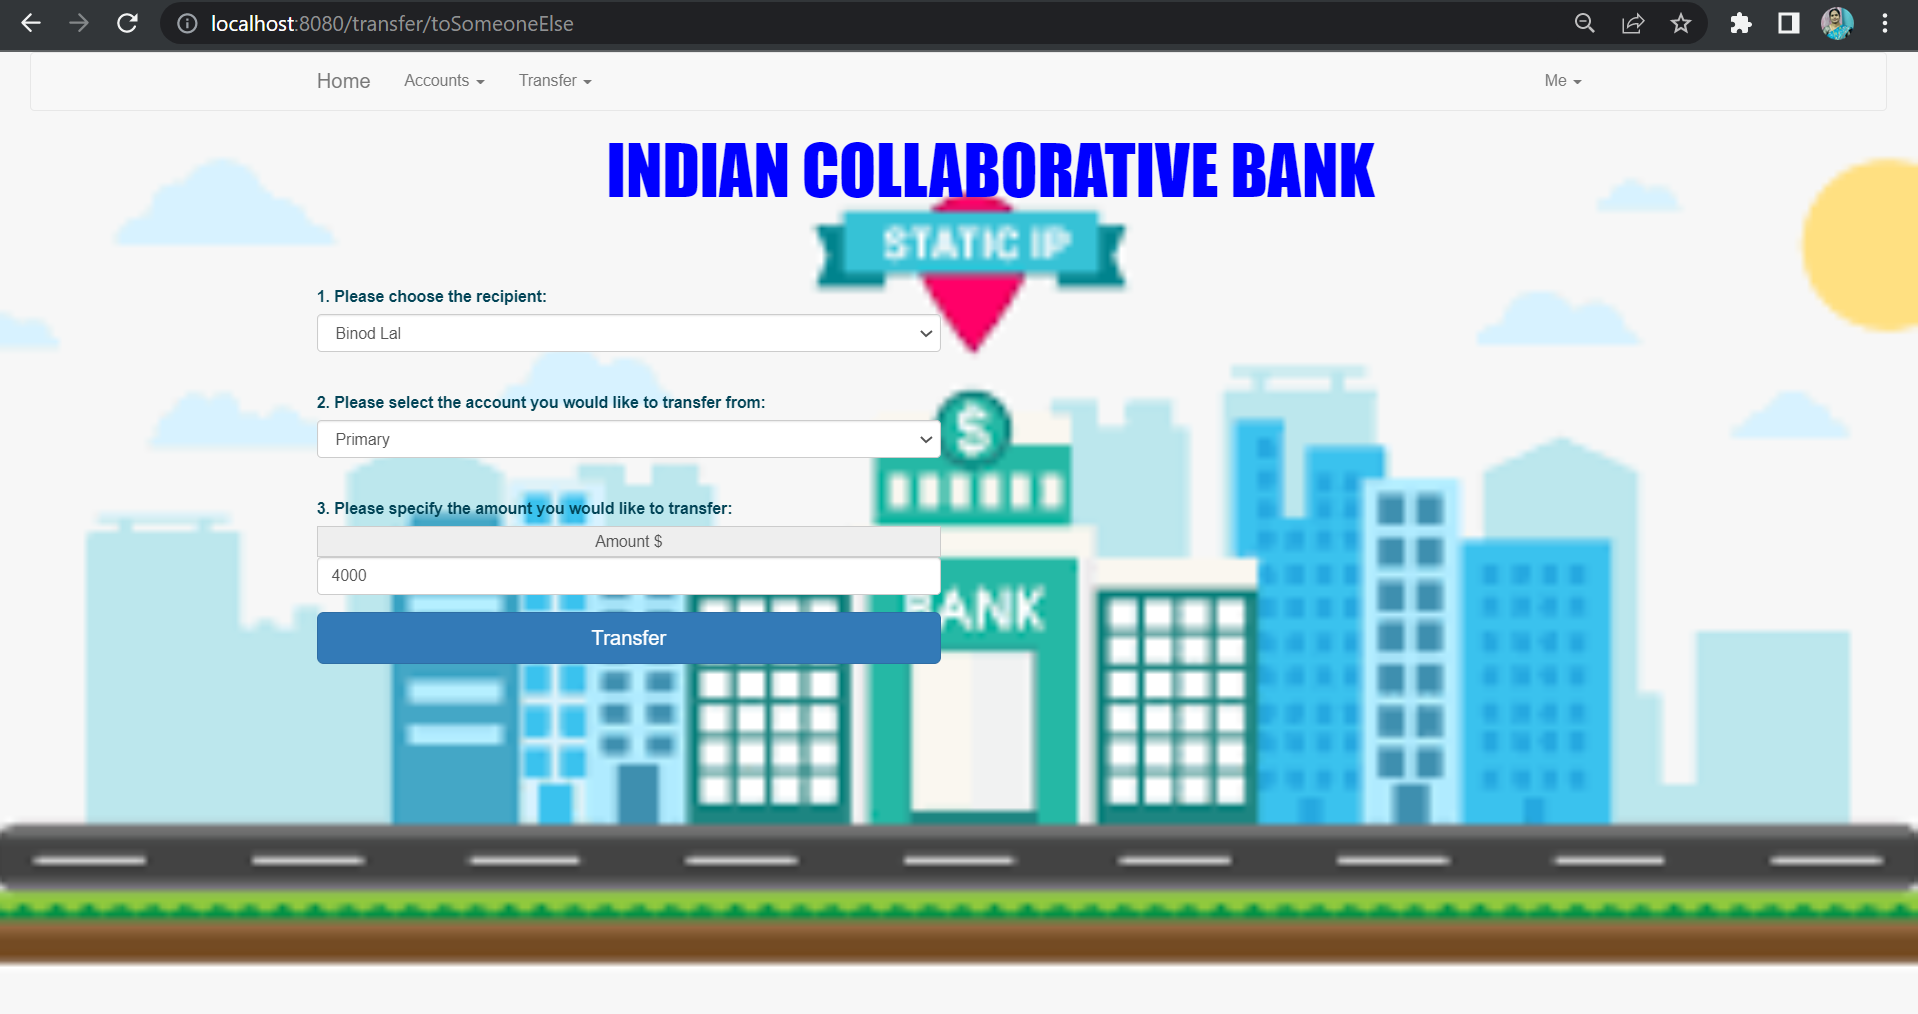 localhost:8080/transfer/toSomeoneElse
Home Accounts Transfer Me
INDIAN COLLABORATIVE BANK
STATIC IP
1. Please choose the recipient:
Binod Lal
2. Please select the account you would like to transfer from:
Primary
$
3. Please specify the amount you would like to transfer:
Amount $
4000
BANK
Transfer